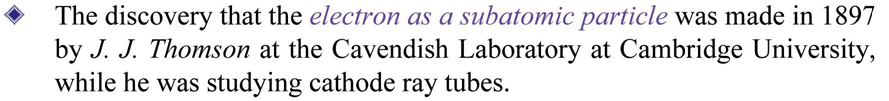 The discovery that the electron as a subatomic particle was made in 1897
by J. J. Thomson at the Cavendish Laboratory at Cambridge University,
while he was studying cathode ray tubes.